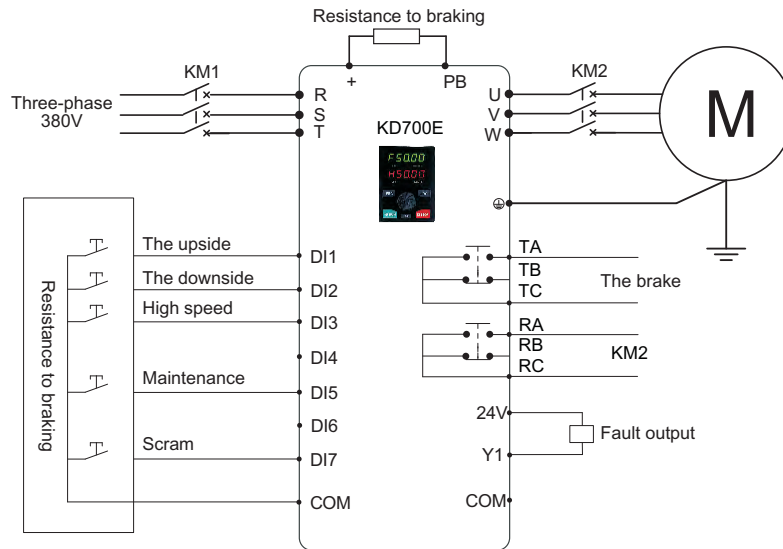 Resistance to braking
+
PB
KM1
KM2
Three-phase
380V
R
S
T
U
V
W
M
KD700E
F50.00
H50.00
The upside
DI1
The downside
DI2
High speed
DI3
DI4
Maintenance
DI5
DI6
Scram
DI7
COM
Resistance to braking
TA
TB
TC
The brake
RA
RB
RC
KM2
24V
Y1
Fault output
COM